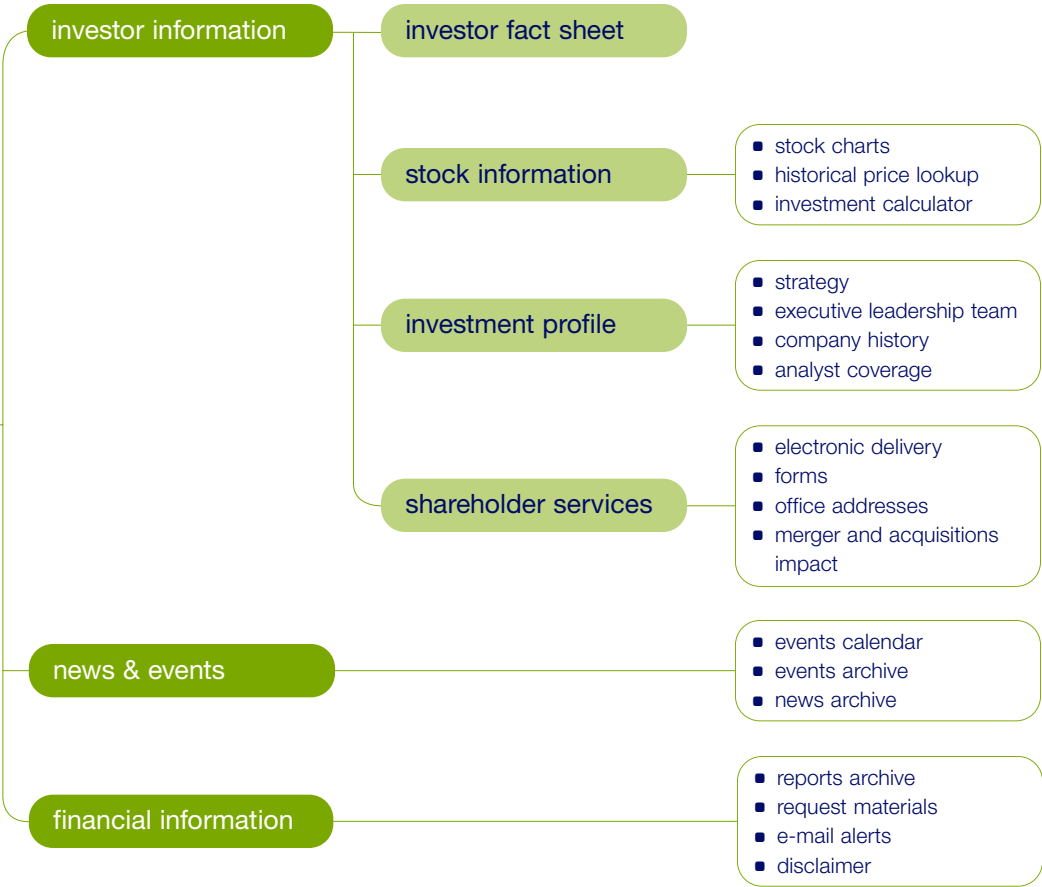 investor information
investor fact sheet
stock information
stock charts
historical price lookup
investment calculator
investment profile
strategy
executive leadership team
company history
analyst coverage
shareholder services
electronic delivery
forms
office addresses
merger and acquisitions
impact
news & events
events calendar
events archive
news archive
financial information
reports archive
request materials
e-mail alerts
disclaimer